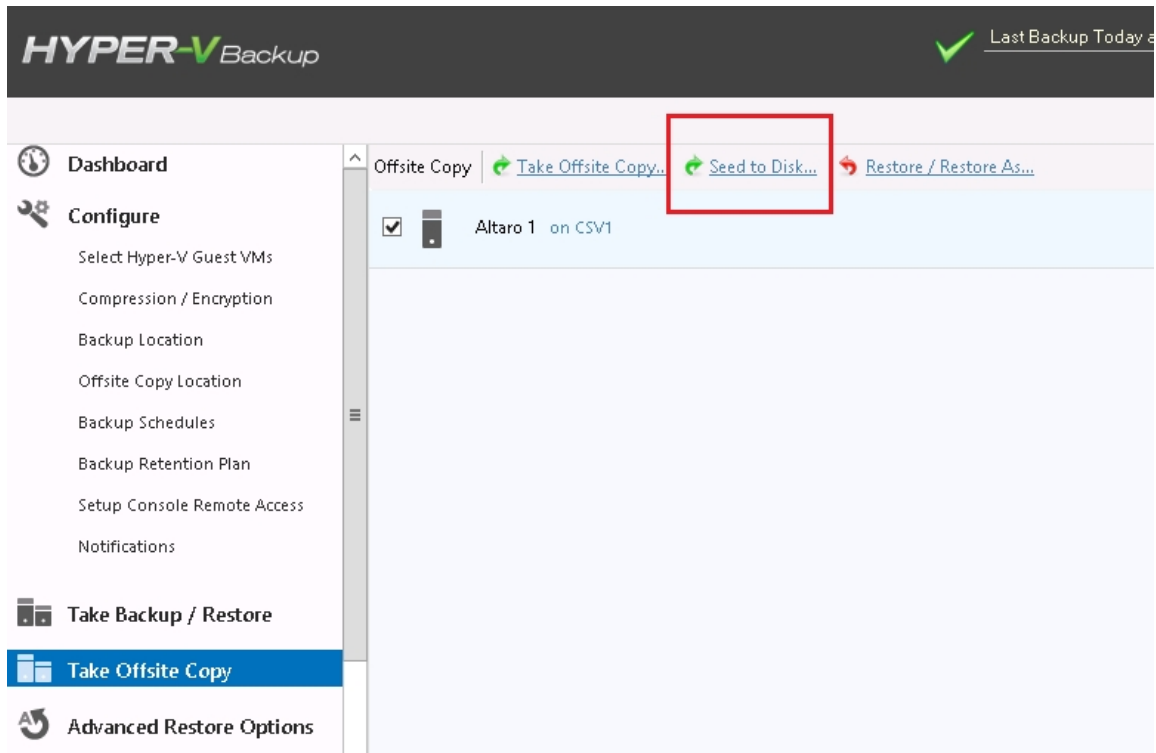 HYPER-V Backup
Last Backup Today
Dashboard
Configure
Select Hyper-V Guest VMs
Compression / Encryption
Backup Location
Offsite Copy Location
Backup Schedules
Backup Retention Plan
Setup Console Remote Access
Notifications
Take Backup / Restore
Take Offsite Copy
Advanced Restore Options
Offsite Copy Take Offsite Copy... Seed to Disk... Restore / Restore As...
Altaro 1 on CSV1